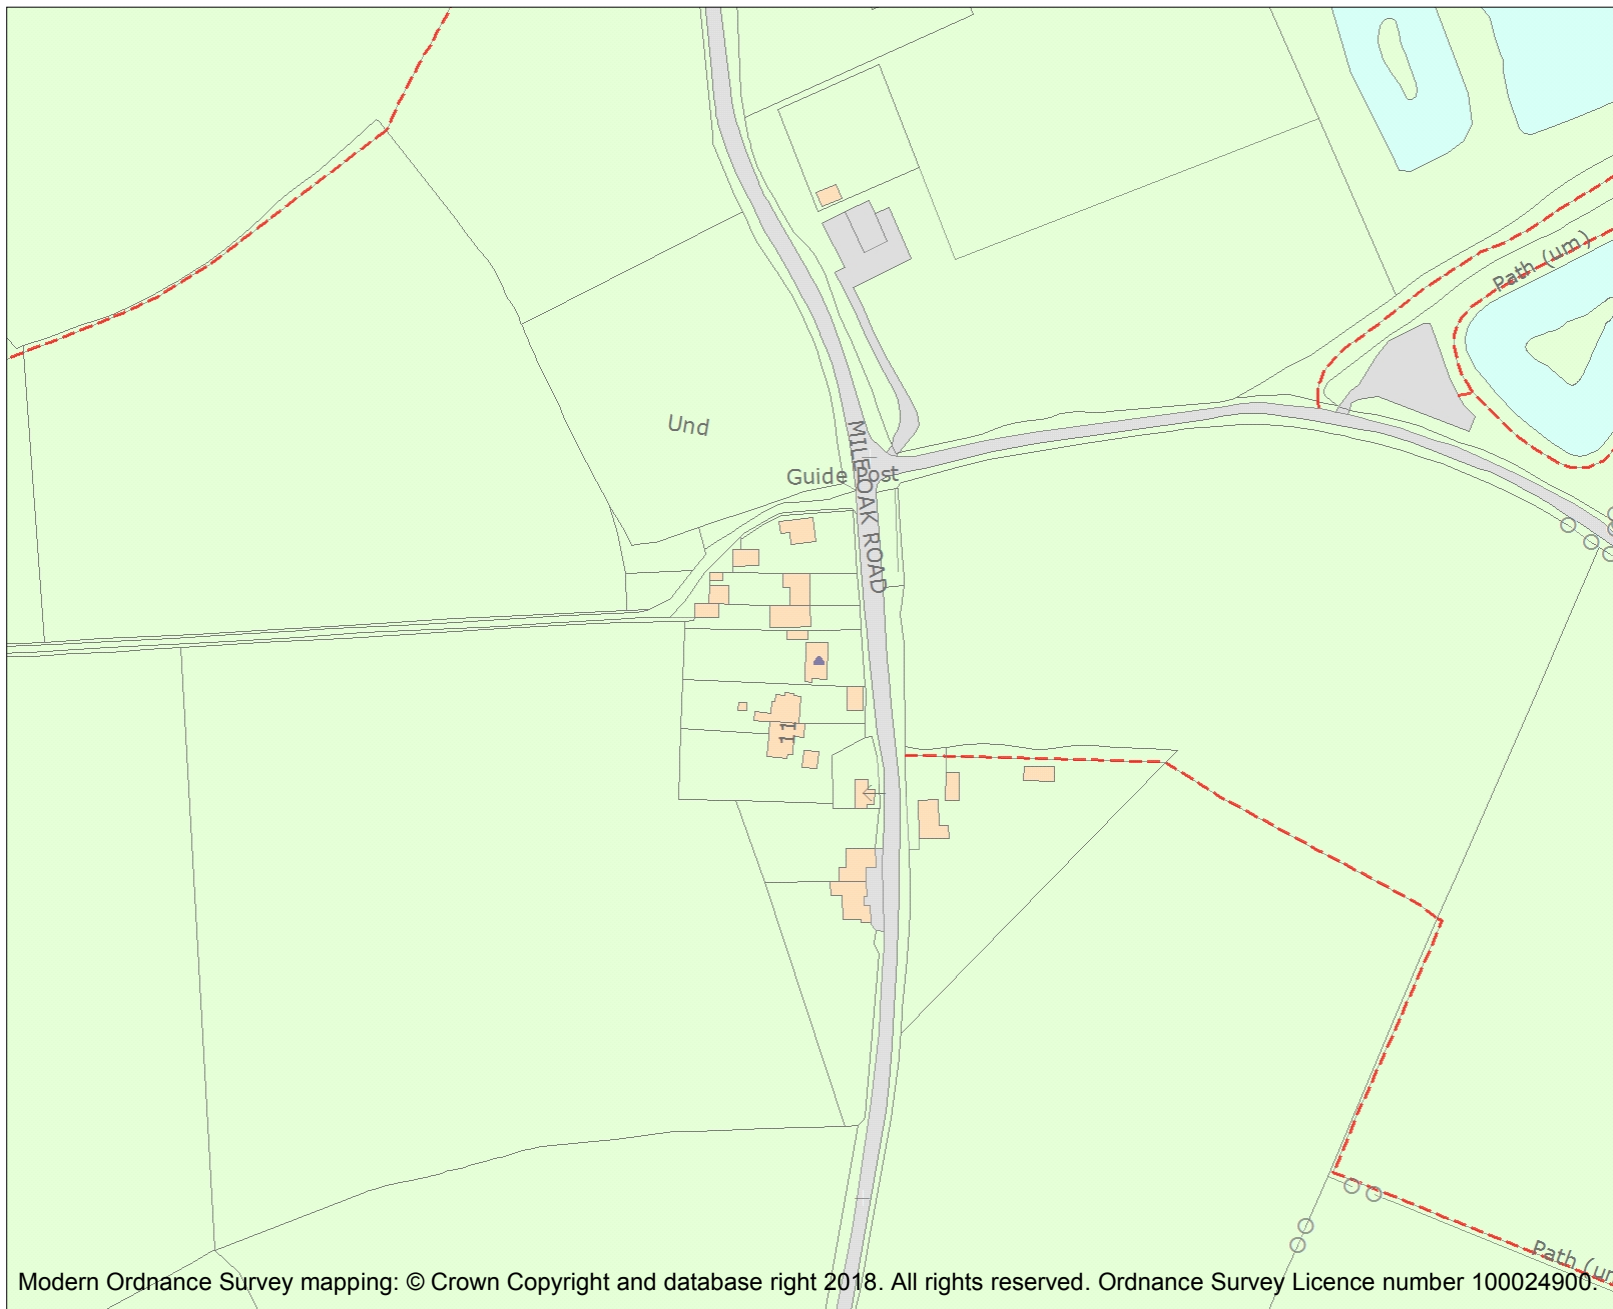 Path (um)
Und
MILE OAK ROAD
Guide Post
11
Path (um
Modern Ordnance Survey mapping: © Crown Copyright and database right 2018. All rights reserved. Ordnance Survey Licence number 100024900.